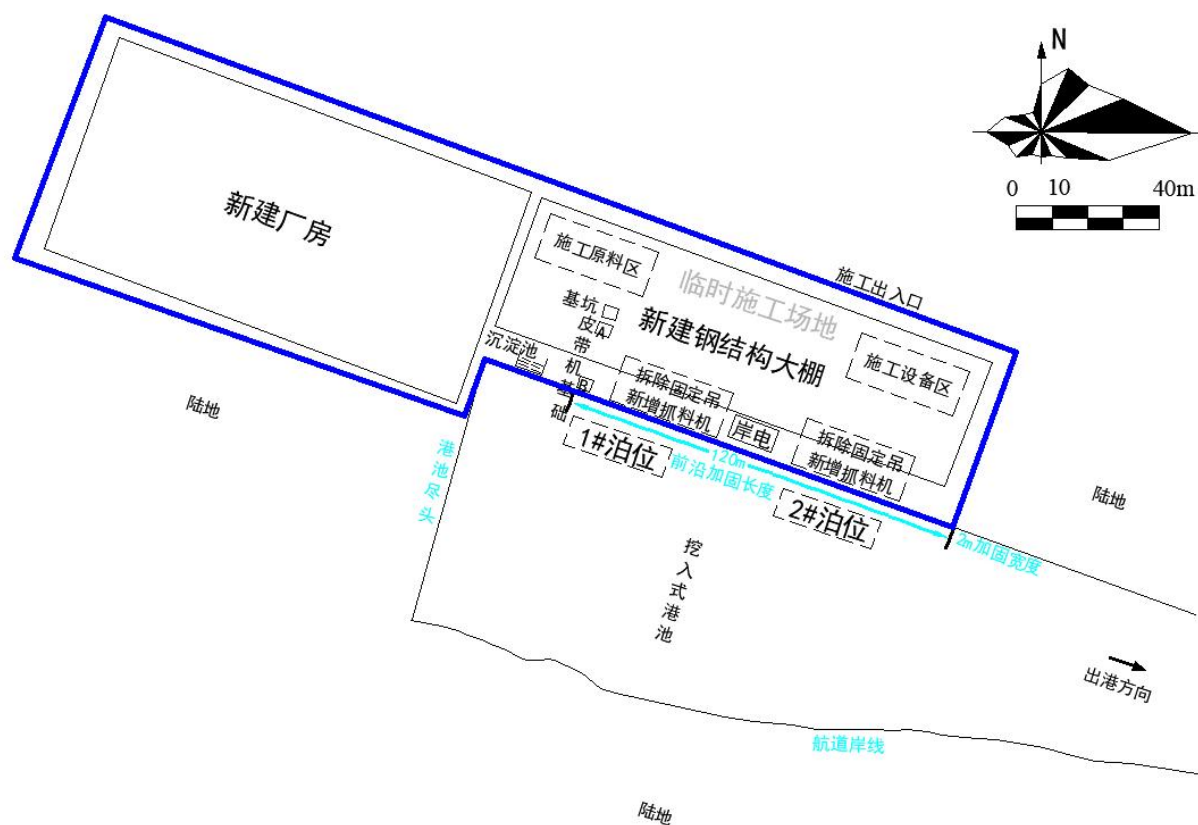 N
0 10 40m
新建厂房
施工原料区
临时施工场地
施工出入口
基坑
皮带机基础
A
新建钢结构大棚
沉淀池
B
拆除固定吊
新增抓料机
施工设备区
岸电
拆除固定吊
新增抓料机
陆地
1#泊位
120m
前沿加固长度
2#泊位
陆地
港池尽头
2m加固宽度
挖入式港池
出港方向
航道岸线
陆地